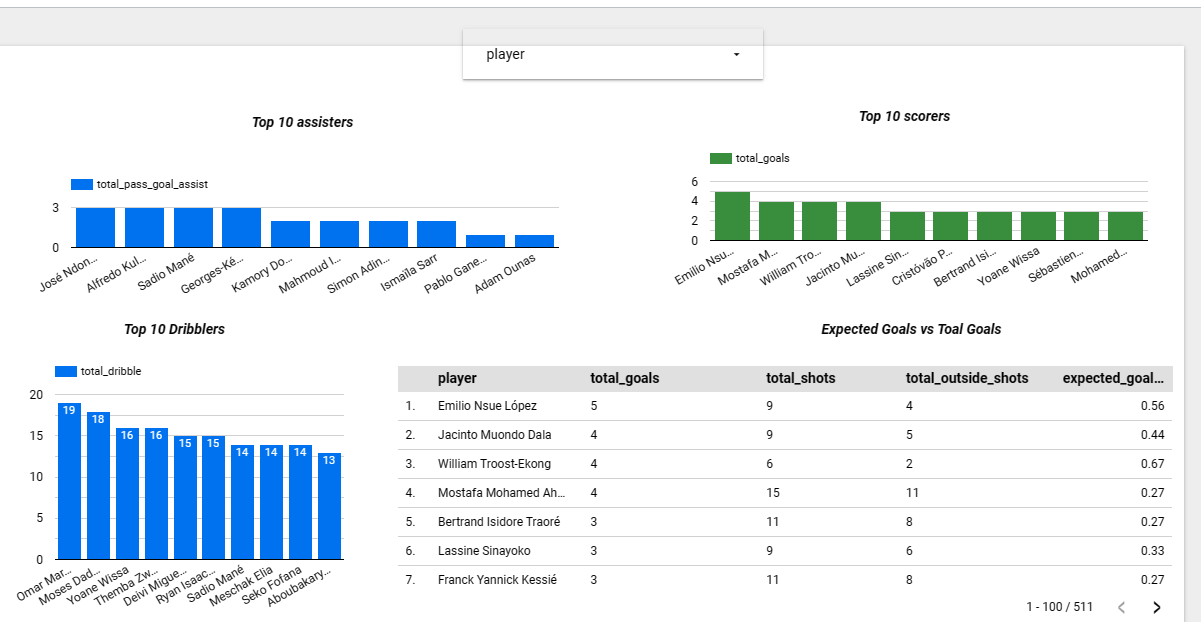 player
Top 10 assisters
total_pass_goal_assist
3
0
José Ndon...
Alfredo Kul...
Sadio Mané
Georges-Ké...
Kamory Do...
Mahmoud I...
Simon Adin...
Ismaïla Sarr
Pablo Gane...
Adam Ounas
Top 10 scorers
total_goals
6
4
2
0
Emilio Nsu...
Mostafa M...
William Tro...
Jacinto Mu...
Lassine Sin...
Cristóvão P...
Bertrand Isi...
Yoane Wissa
Sébastien...
Mohamed...
Top 10 Dribblers
total_dribble
20
15
10
5
0
19
18
16
16
15
15
14
14
14
13
Omar Mar...
Moses Dad...
Yoane Wissa
Themba Zw...
Deivi Migue...
Ryan Isaac...
Sadio Mané
Meschak Elia
Seko Fofana
Aboubakary...
Expected Goals vs Toal Goals
player total_goals total_shots total_outside_shots expected_goal...
1. Emilio Nsue López 5 9 4 0.56
2. Jacinto Muondo Dala 4 9 5 0.44
3. William Troost-Ekong 4 6 2 0.67
4. Mostafa Mohamed Ah... 4 15 11 0.27
5. Bertrand Isidore Traoré 3 11 8 0.27
6. Lassine Sinayoko 3 9 6 0.33
7. Franck Yannick Kessié 3 11 8 0.27
1 - 100 / 511